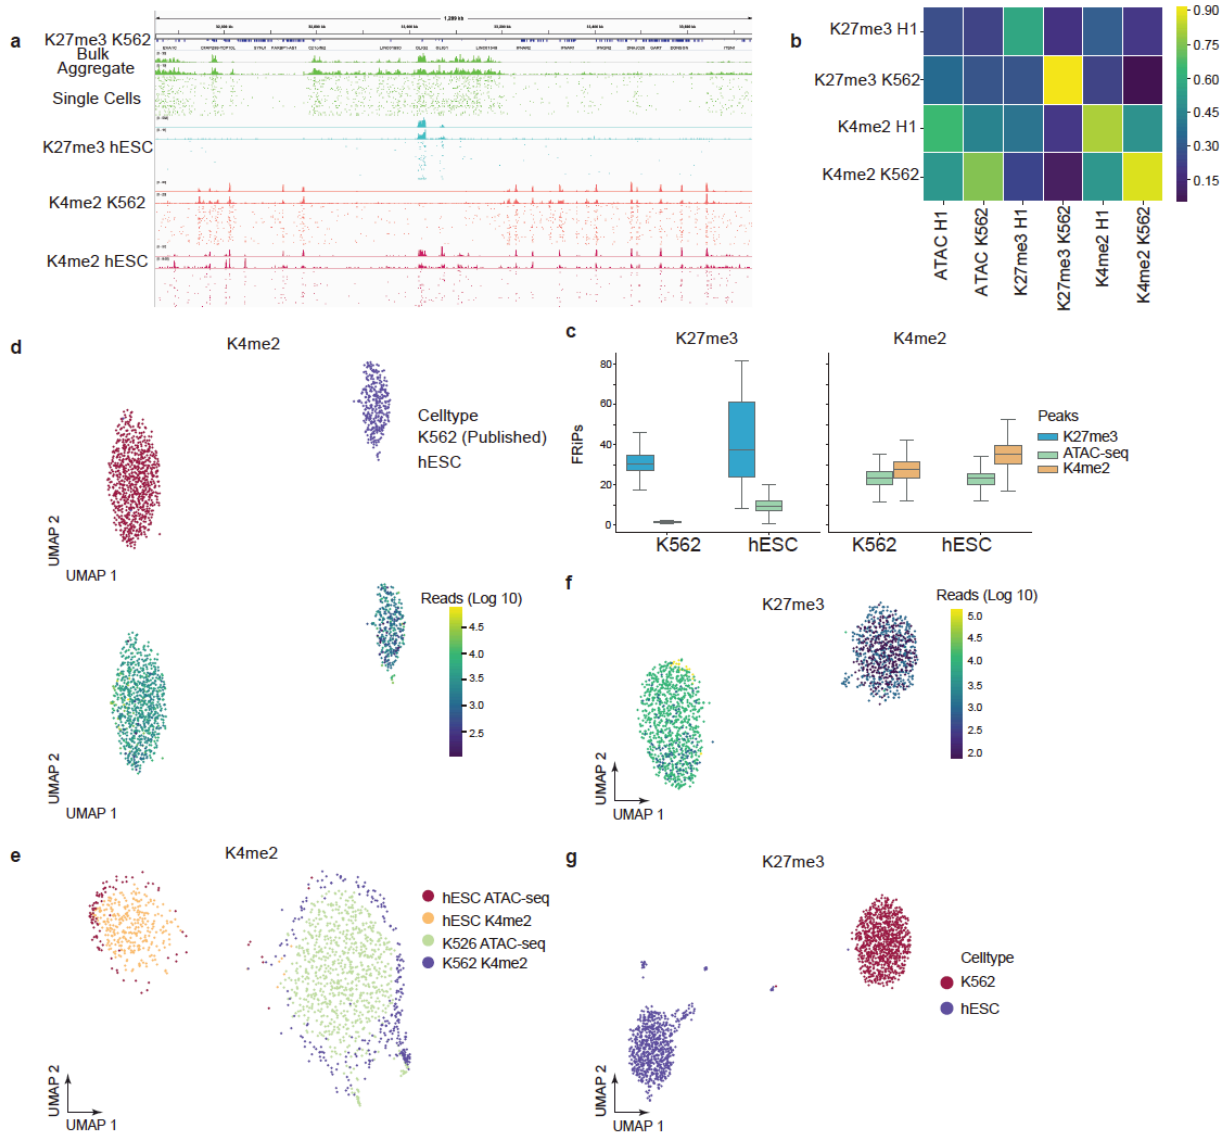 a
1,289 kb
K27me3 K562
Bulk
Aggregate
Single Cells
K27me3 hESC
K4me2 K562
K4me2 hESC
b
K27me3 H1
K27me3 K562
K4me2 H1
K4me2 K562
ATAC H1
ATAC K562
K27me3 H1
K27me3 K562
K4me2 H1
K4me2 K562
0.90
0.75
0.60
0.45
0.30
0.15
d
K4me2
Celltype
K562 (Published)
hESC
UMAP 2
UMAP 1
Reads (Log 10)
4.5
4.0
3.5
3.0
2.5
UMAP 2
UMAP 1
c
K27me3
K4me2
FRiPs
80
60
40
20
0
K562
hESC
K562
hESC
Peaks
K27me3
ATAC-seq
K4me2
f
K27me3
Reads (Log 10)
5.0
4.5
4.0
3.5
3.0
2.5
2.0
UMAP 2
UMAP 1
e
K4me2
hESC ATAC-seq
hESC K4me2
K526 ATAC-seq
K562 K4me2
UMAP 2
UMAP 1
g
K27me3
Celltype
K562
hESC
UMAP 2
UMAP 1